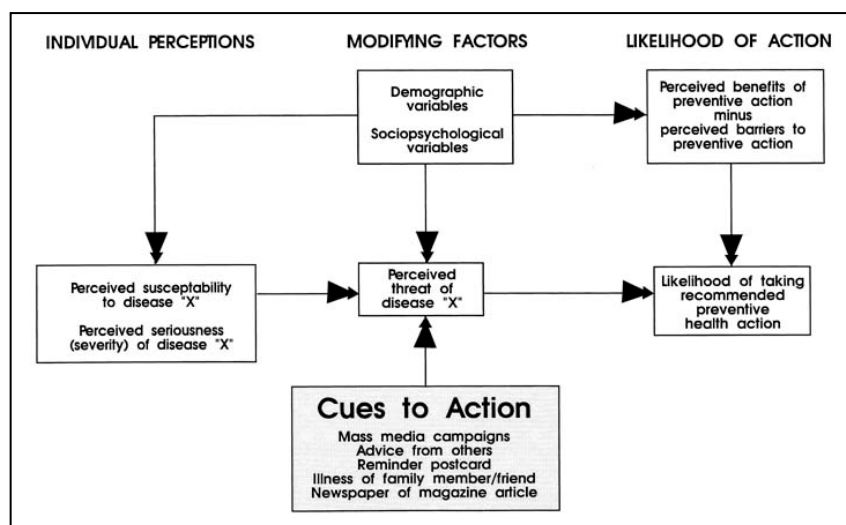 INDIVIDUAL PERCEPTIONS
MODIFYING FACTORS
LIKELIHOOD OF ACTION
Demographic
variables
Sociopsychological
variables
Perceived benefits of
preventive action
minus
perceived barriers to
preventive action
Perceived susceptability
to disease "X"
Perceived seriousness
(severity) of disease "X"
Perceived
threat of
disease "X"
Likelihood of taking
recommended
preventive
health action
Cues to Action
Mass media campaigns
Advice from others
Reminder postcard
Illness of family member/friend
Newspaper of magazine article